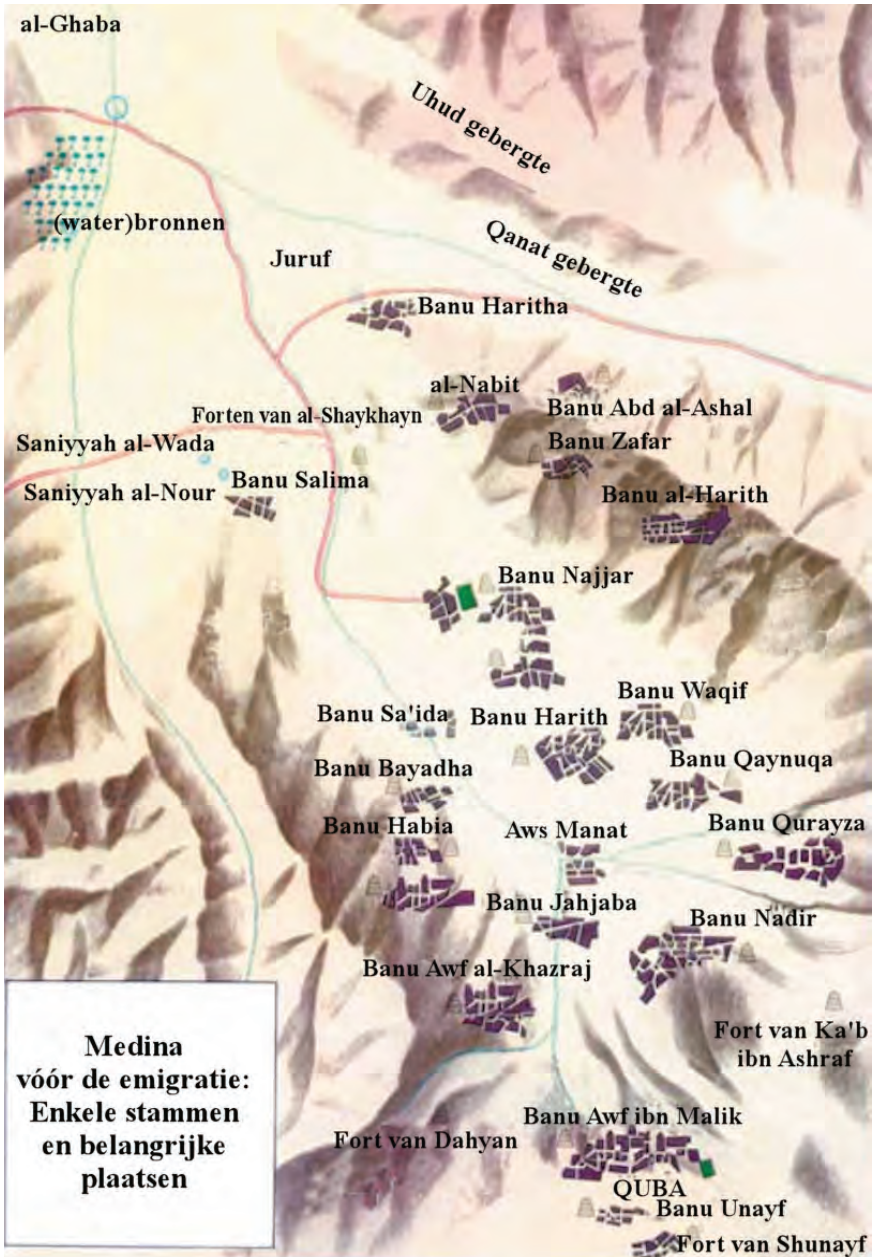 al-Ghaba
Uhud gebergte
(water)bronnen
Qanat gebergte
Juruf
Banu Haritha
al-Nabit
Banu Abd al-Ashal
Forten van al-Shaykhayn
Saniyyah al-Wada
Banu Zafar
Banu Salima
Saniyyah al-Nour
Banu al-Harith
Banu Najjar
Banu Waqif
Banu Sa'ida
Banu Harith
Banu Qaynuqa
Banu Bayadha
Banu Habia
Aws Manat
Banu Qurayza
Banu Jahjaba
Banu Nadir
Banu Awf al-Khazraj
Fort van Ka'b
ibn Ashraf
Medina
vóór de emigratie:
Enkele stammen
en belangrijke
plaatsen
Banu Awf ibn Malik
Fort van Dahyan
QUBA
Banu Unayf
Fort van Shunayf